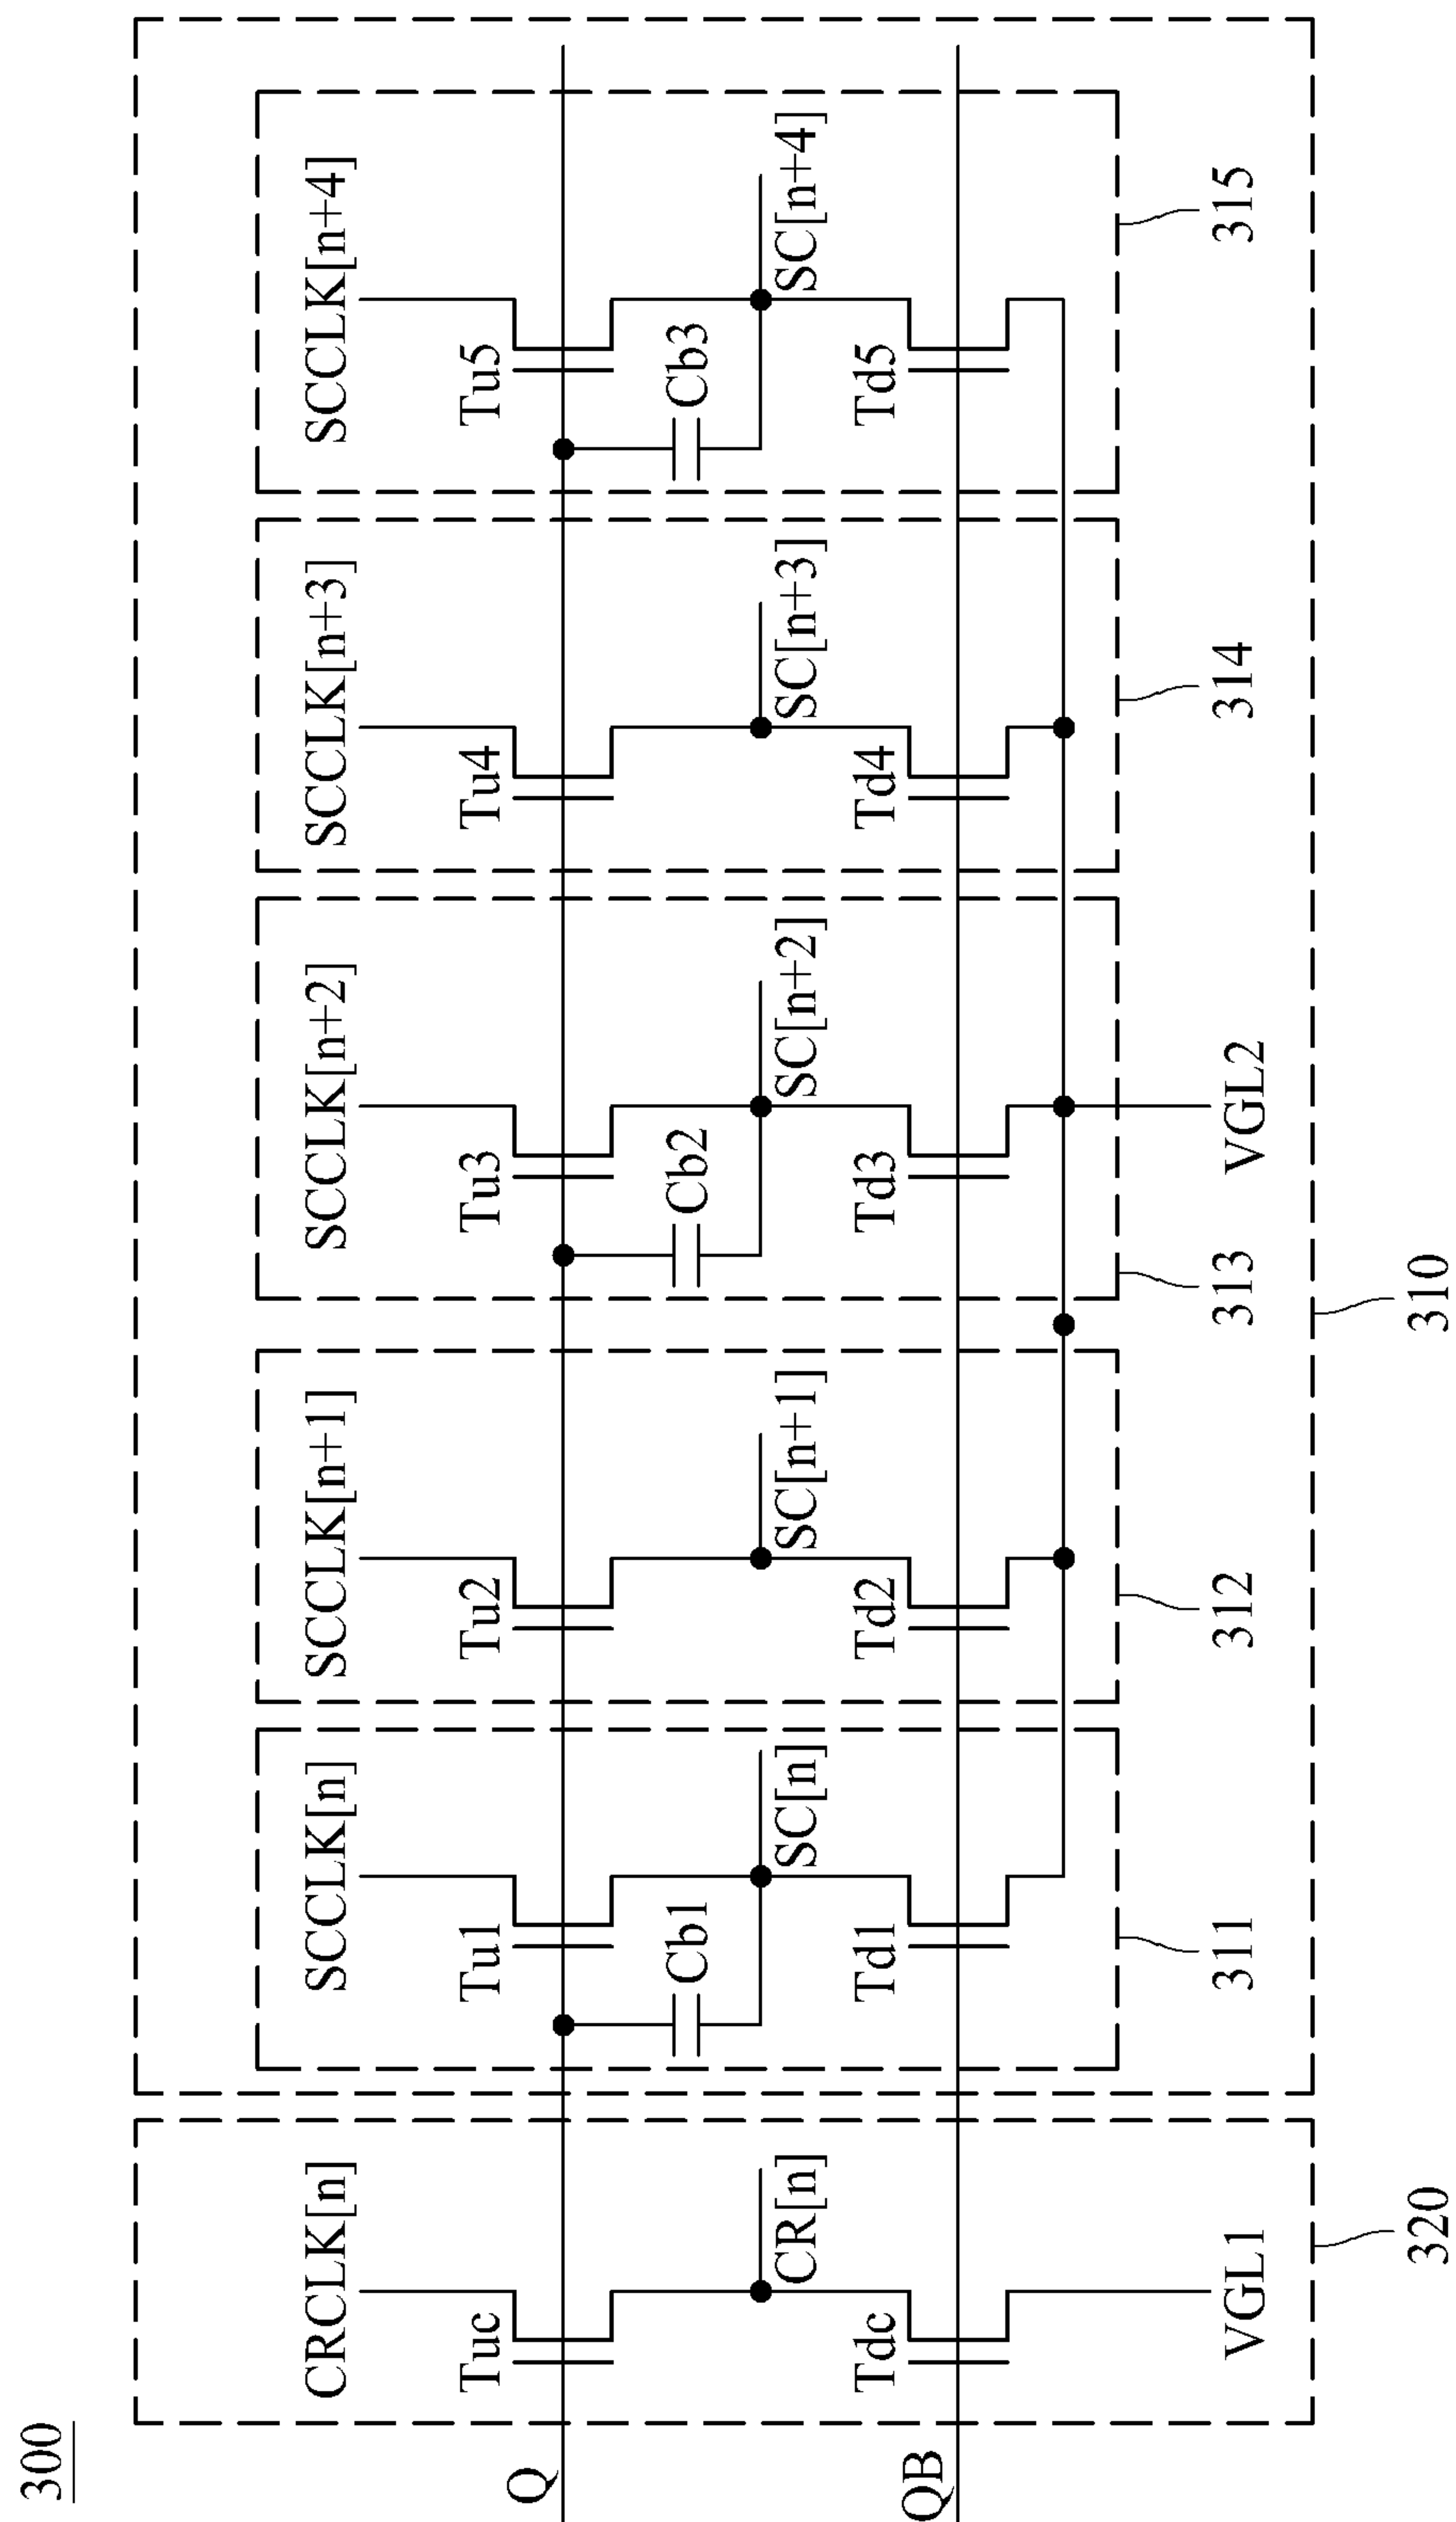 300
CRCLK[n]
SCCLK[n]
SCCLK[n+1]
SCCLK[n+2]
SCCLK[n+3]
SCCLK[n+4]
Tuc
Tu1
Tu2
Tu3
Tu4
Tu5
Q
Cb1
Cb2
Cb3
CR[n]
SC[n]
SC[n+1]
SC[n+2]
SC[n+3]
SC[n+4]
Tdc
Td1
Td2
Td3
Td4
Td5
QB
VGL1
311
312
313
VGL2
314
315
320
310